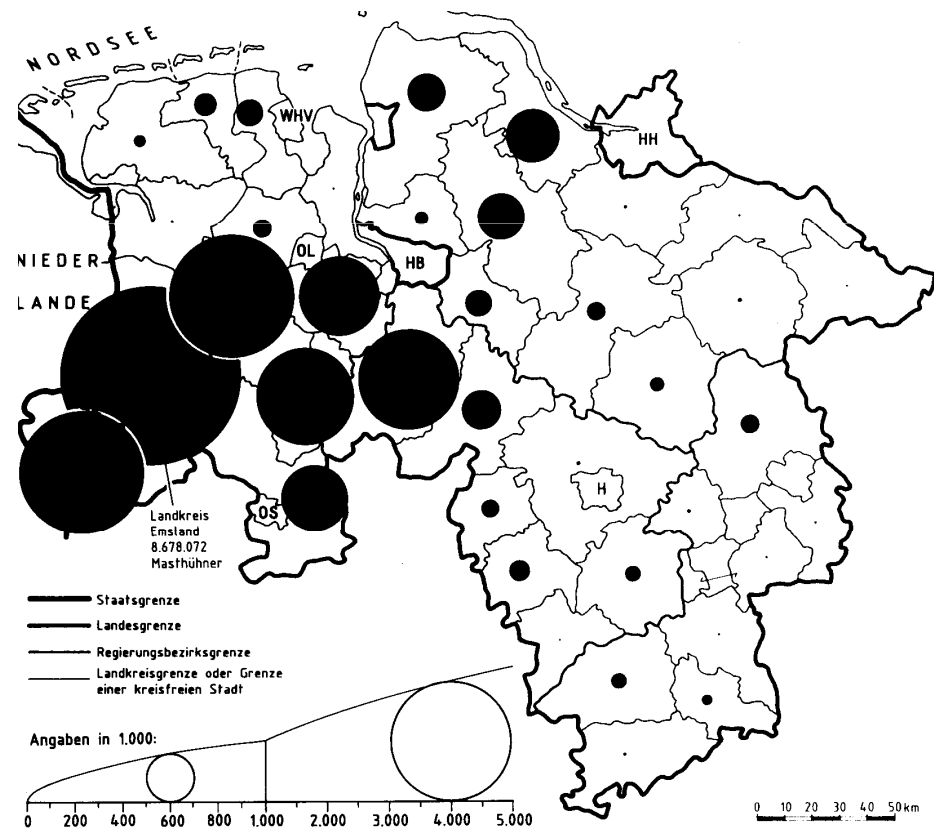 NORDSEE
WHV
HH
OL
HB
NIEDER
LANDE
H
OS
Landkreis
Emsland
8.678.072
Masthühner
Staatsgrenze
Landesgrenze
Regierungsbezirksgrenze
Landkreisgrenze oder Grenze
einer kreisfreien Stadt
Angaben in 1.000:
0 200 400 600 800 1.000 2.000 3.000 4.000 5.000
0 10 20 30 40 50 km